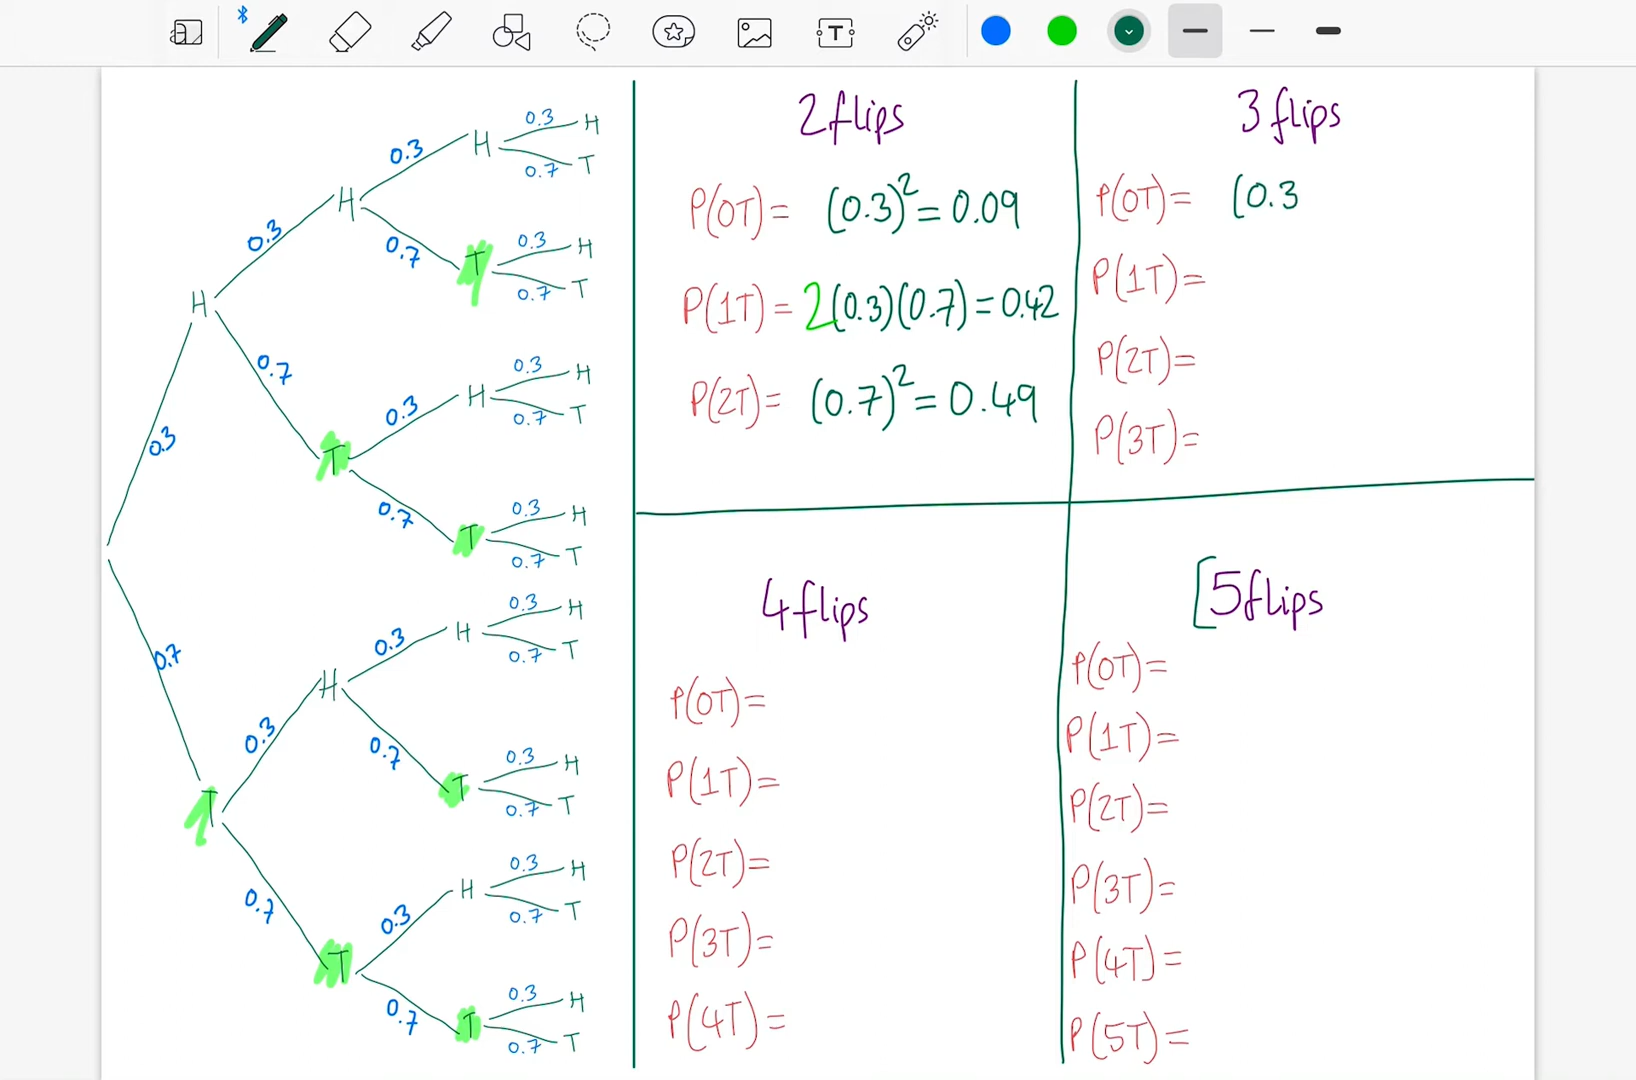 T
0.3 H
0.3 H
0.7 T
0.3
H
0.7
T
0.3 H
0.7 T
0.3
H
0.7
T
0.3
H
0.3 H
0.7 T
0.7
T
0.3 H
0.7 T
0.3
0.7
T
0.3
H
0.3
H
0.3 H
0.7 T
0.7
T
0.3 H
0.7 T
0.7
T
0.3
H
0.3 H
0.7 T
0.7
T
0.3 H
0.7 T
2 flips
P(0T) = (0.3)² = 0.09
P(1T) = 2(0.3)(0.7) = 0.42
P(2T) = (0.7)² = 0.49
3 flips
P(0T) = (0.3
P(1T) =
P(2T) =
P(3T) =
4 flips
P(0T) =
P(1T) =
P(2T) =
P(3T) =
P(4T) =
[5 flips
P(0T) =
P(1T) =
P(2T) =
P(3T) =
P(4T) =
P(5T) =